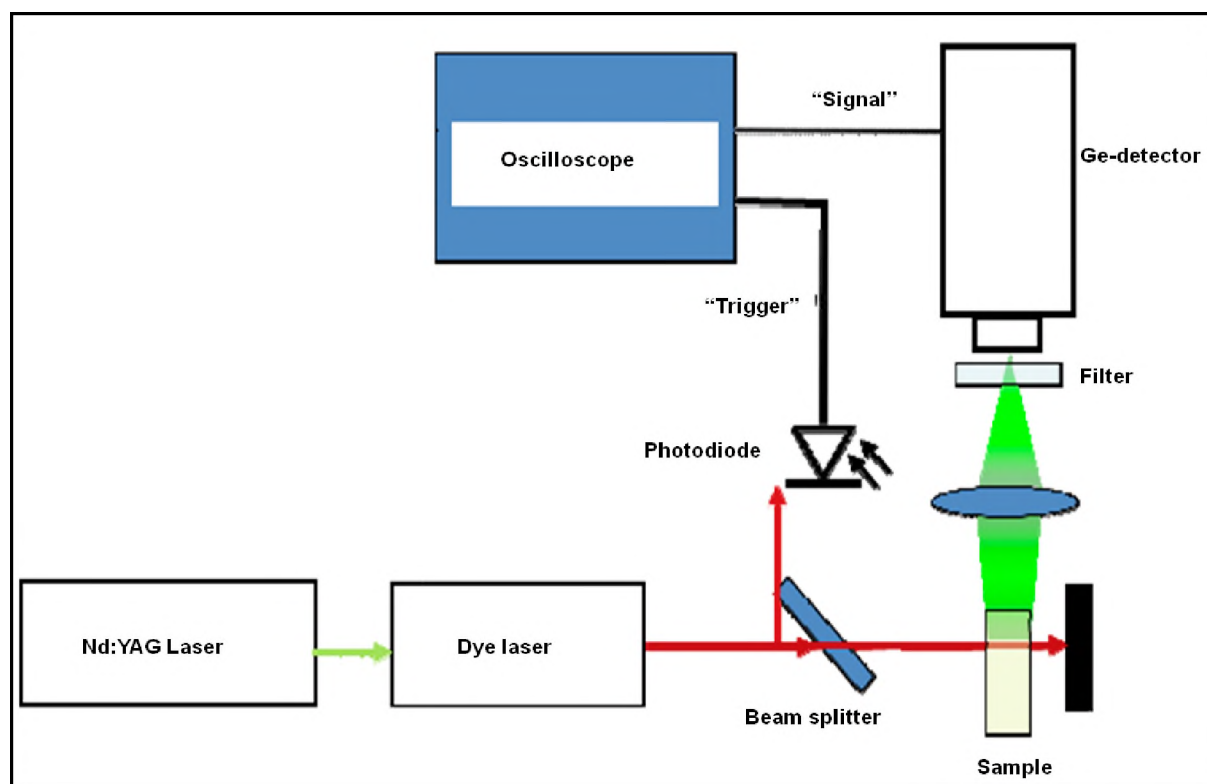 “Signal”
Oscilloscope
Ge-detector
“Trigger”
Filter
Photodiode
Nd:YAG Laser
Dye laser
Beam splitter
Sample